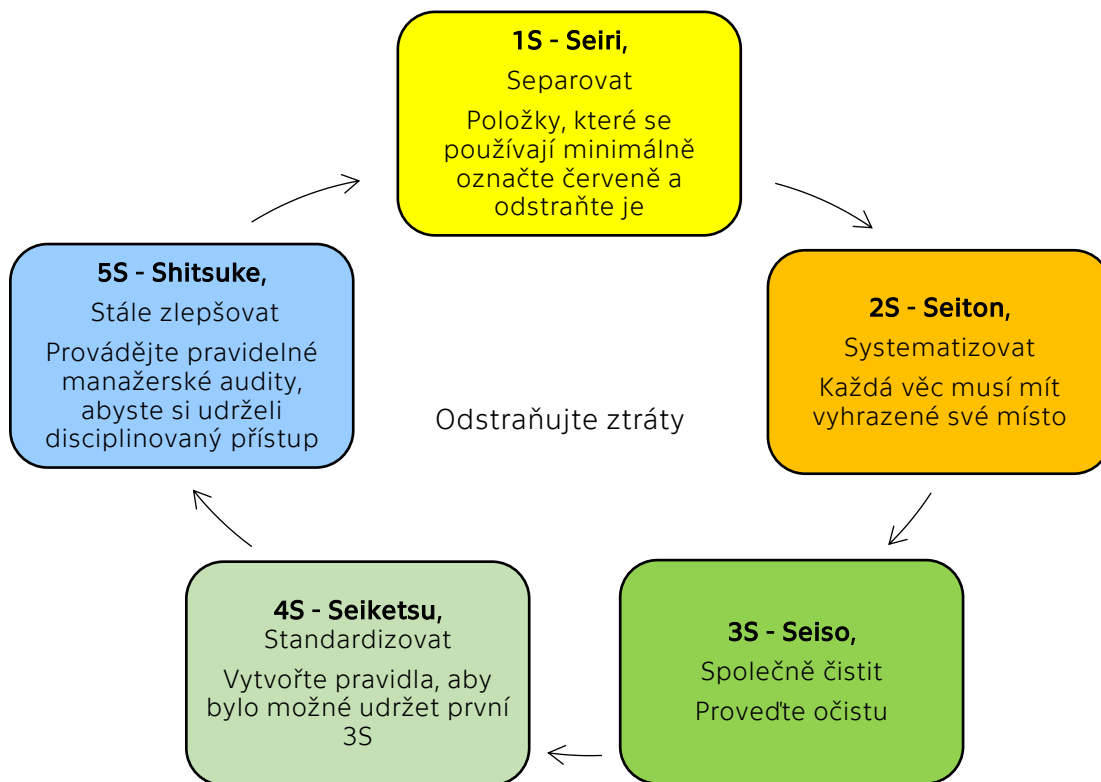 1S - Seiri,
Separovat
Položky, které se
používají minimálně
označte červeně a
odstraňte je
2S - Seiton,
Systematizovat
Každá věc musí mít
vyhrazené své místo
3S - Seiso,
Společně čistit
Proveďte očistu
4S - Seiketsu,
Standardizovat
Vytvořte pravidla, aby
bylo možné udržet první
3S
5S - Shitsuke,
Stále zlepšovat
Provádějte pravidelné
manažerské audity,
abyste si udrželi
disciplinovaný přístup
Odstraňujte ztráty